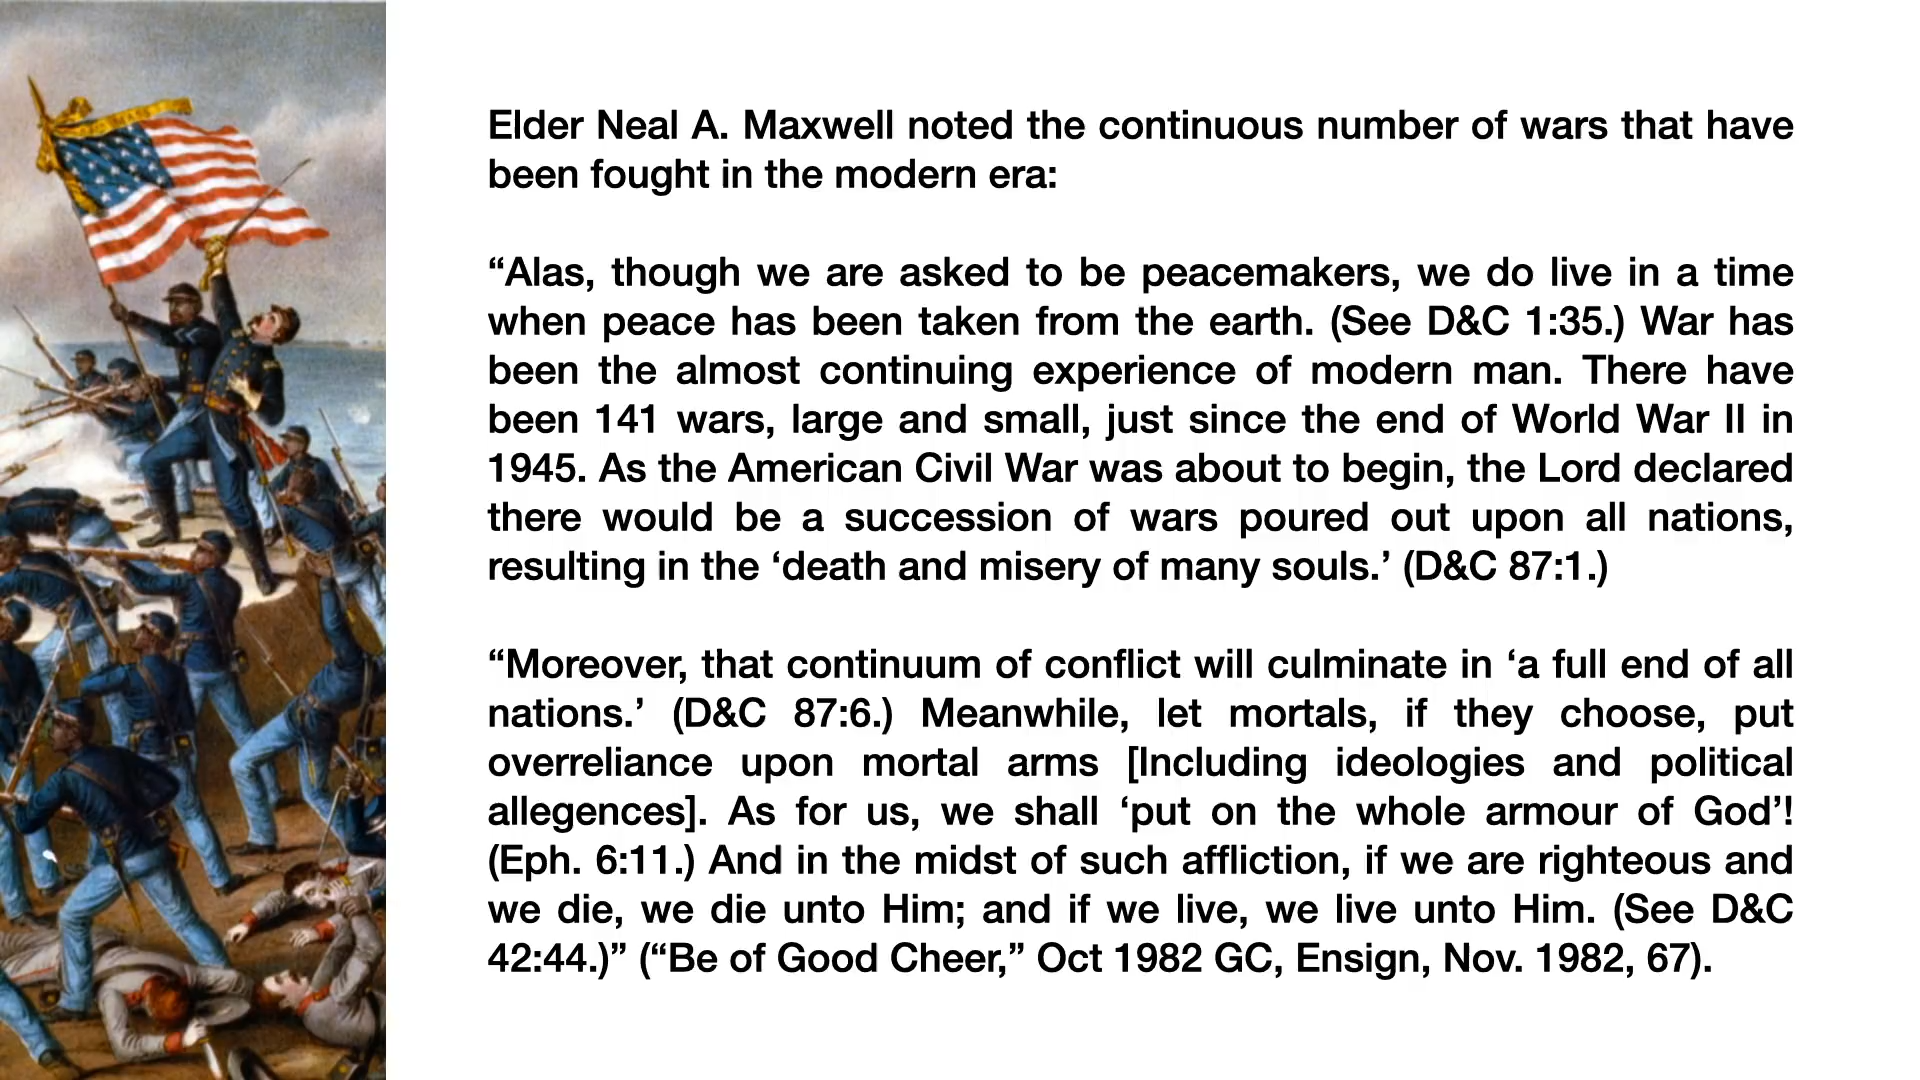 Elder Neal A. Maxwell noted the continuous number of wars that have
been fought in the modern era:
“Alas, though we are asked to be peacemakers, we do live in a time
when peace has been taken from the earth. (See D&C 1:35.) War has
been the almost continuing experience of modern man. There have
been 141 wars, large and small, just since the end of World War II in
1945. As the American Civil War was about to begin, the Lord declared
there would be a succession of wars poured out upon all nations,
resulting in the ‘death and misery of many souls.’ (D&C 87:1.)
“Moreover, that continuum of conflict will culminate in ‘a full end of all
nations.’ (D&C 87:6.) Meanwhile, let mortals, if they choose, put
overreliance upon mortal arms [Including ideologies and political
allegences]. As for us, we shall ‘put on the whole armour of God’!
(Eph. 6:11.) And in the midst of such affliction, if we are righteous and
we die, we die unto Him; and if we live, we live unto Him. (See D&C
42:44.)” (“Be of Good Cheer,” Oct 1982 GC, Ensign, Nov. 1982, 67).